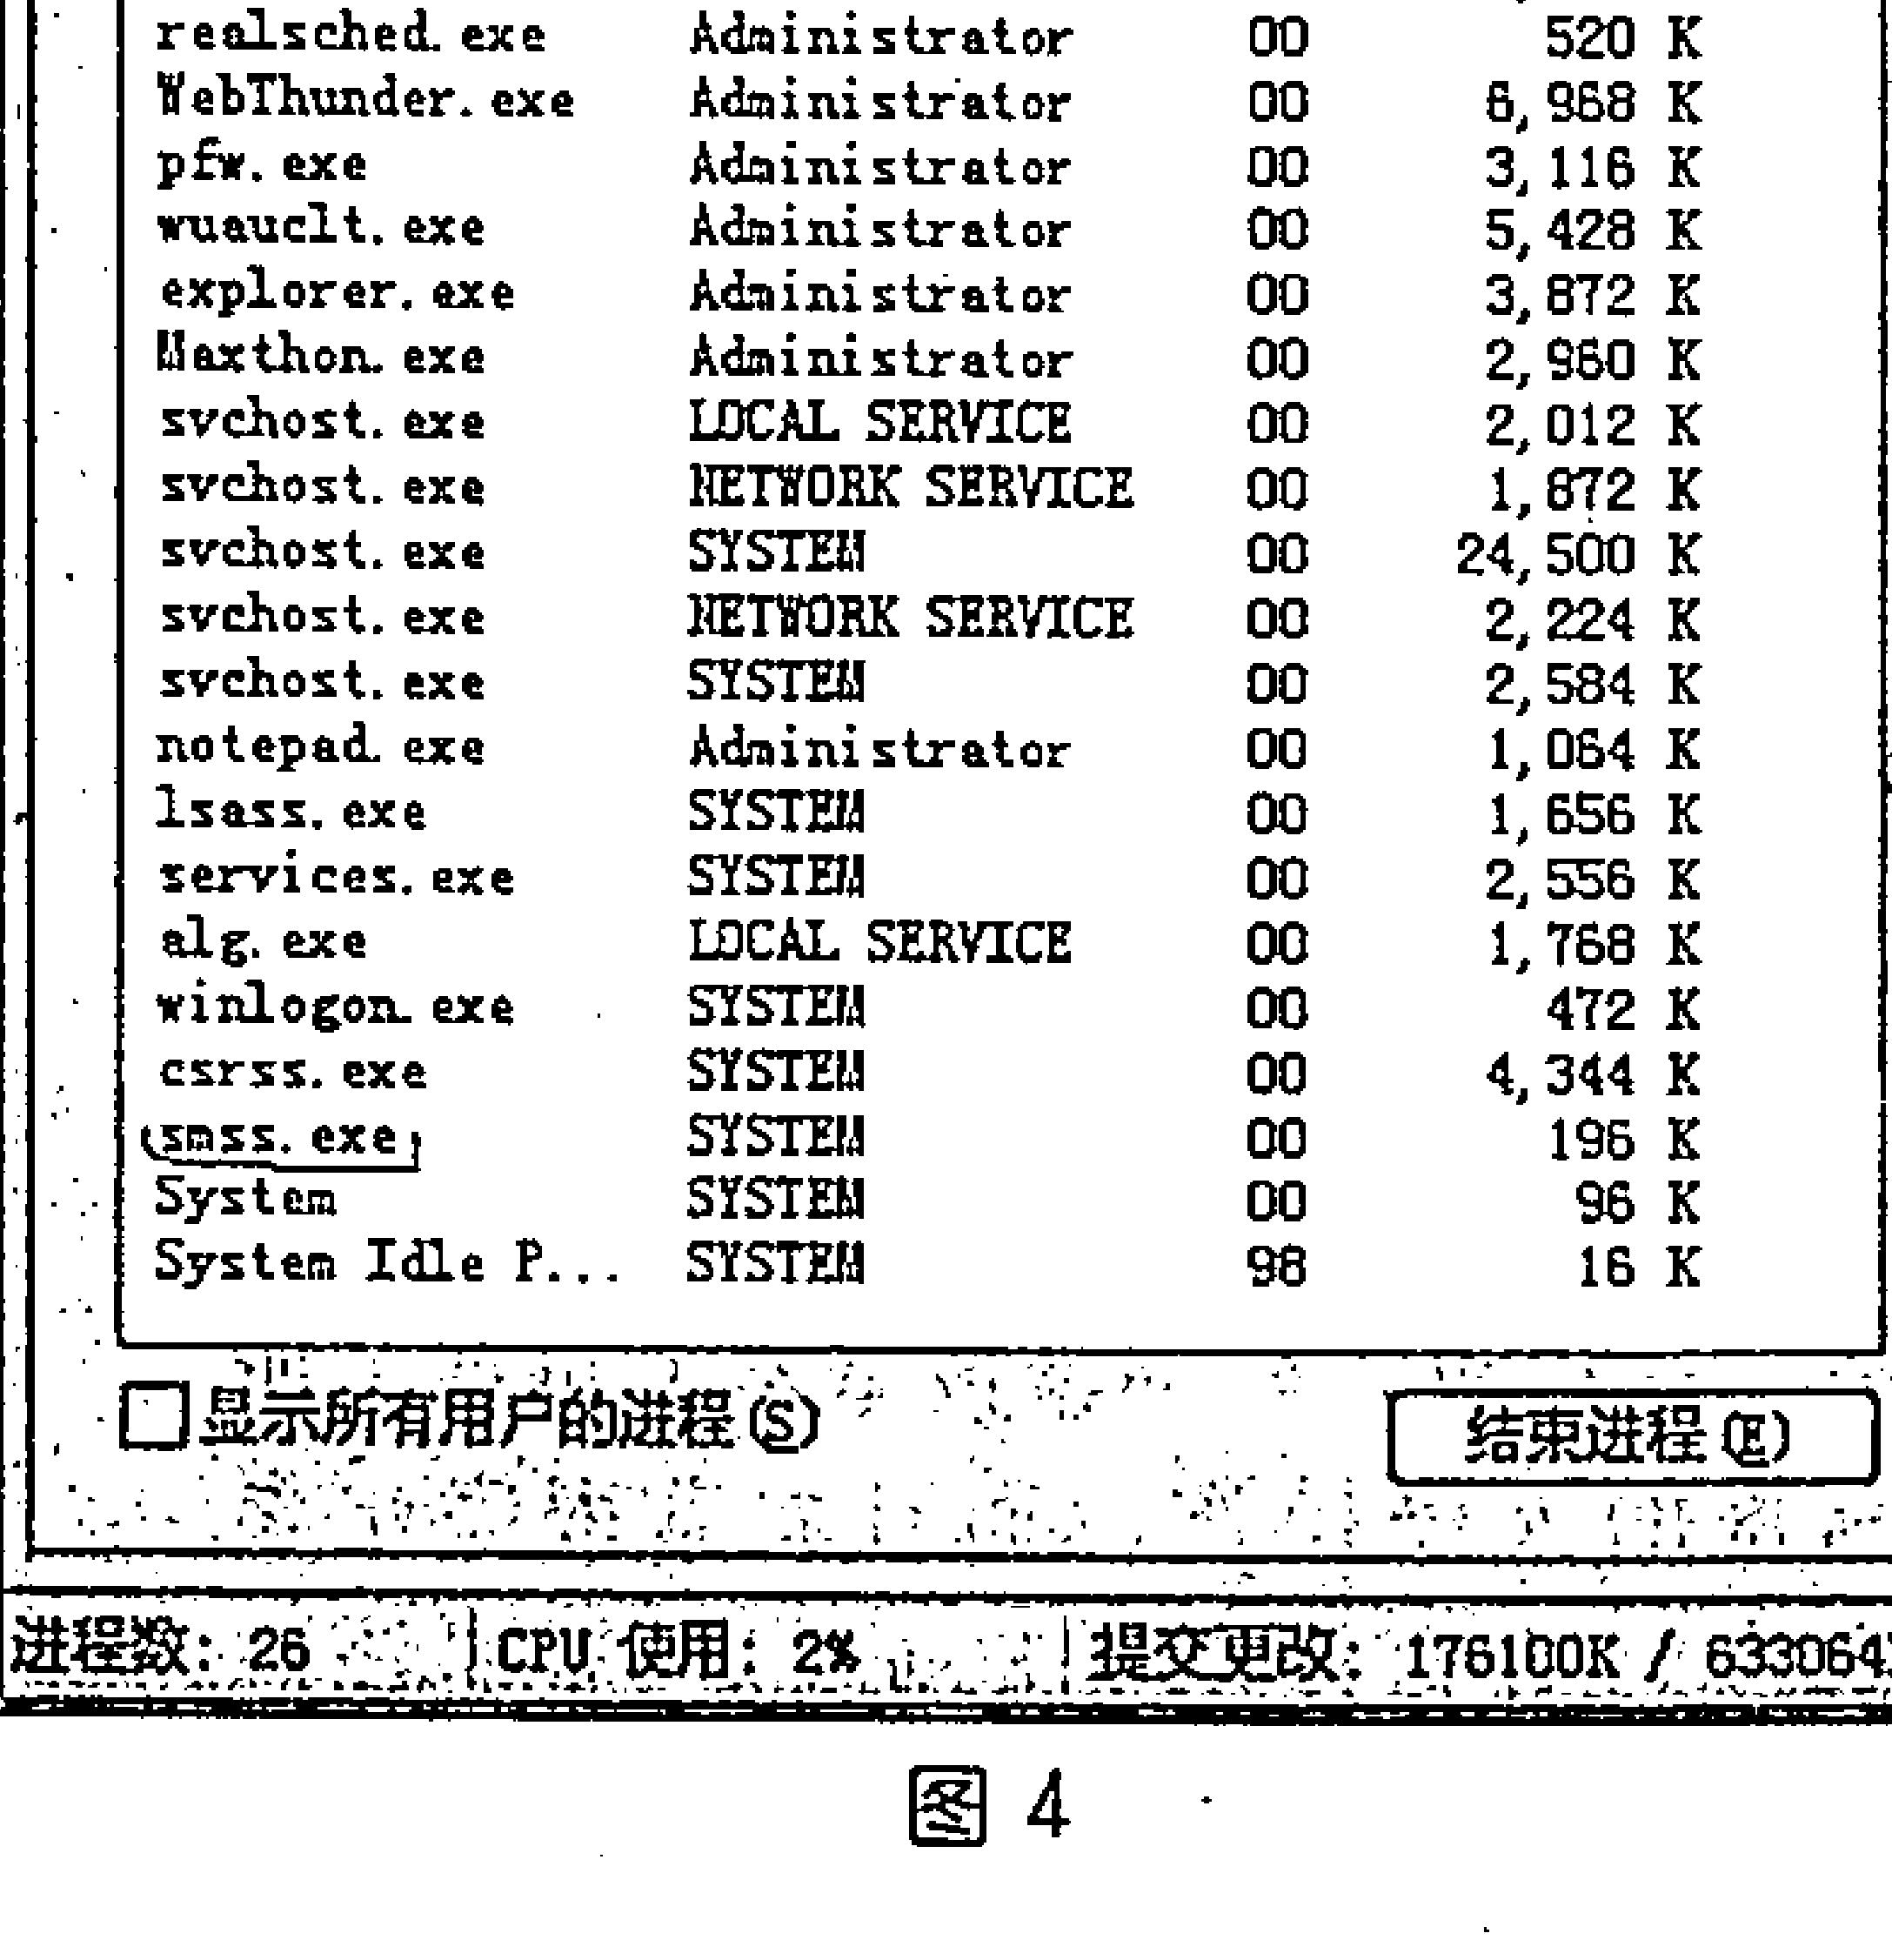 realsched.exe Administrator 00 520 K
WebThunder.exe Administrator 00 6,968 K
pfw.exe Administrator 00 3,116 K
wuauclt.exe Administrator 00 5,428 K
explorer.exe Administrator 00 3,872 K
Maxthon.exe Administrator 00 2,960 K
svchost.exe LOCAL SERVICE 00 2,012 K
svchost.exe NETWORK SERVICE 00 1,872 K
svchost.exe SYSTEM 00 24,500 K
svchost.exe NETWORK SERVICE 00 2,224 K
svchost.exe SYSTEM 00 2,584 K
notepad.exe Administrator 00 1,064 K
lsass.exe SYSTEM 00 1,656 K
services.exe SYSTEM 00 2,556 K
alg.exe LOCAL SERVICE 00 1,768 K
winlogon.exe SYSTEM 00 472 K
csrss.exe SYSTEM 00 4,344 K
smss.exe SYSTEM 00 196 K
System SYSTEM 00 96 K
System Idle P... SYSTEM 98 16 K
显示所有用户的进程(S) 结束进程(E)
进程数: 26 CPU 使用: 2% 提交更改: 176100K / 633064
图 4